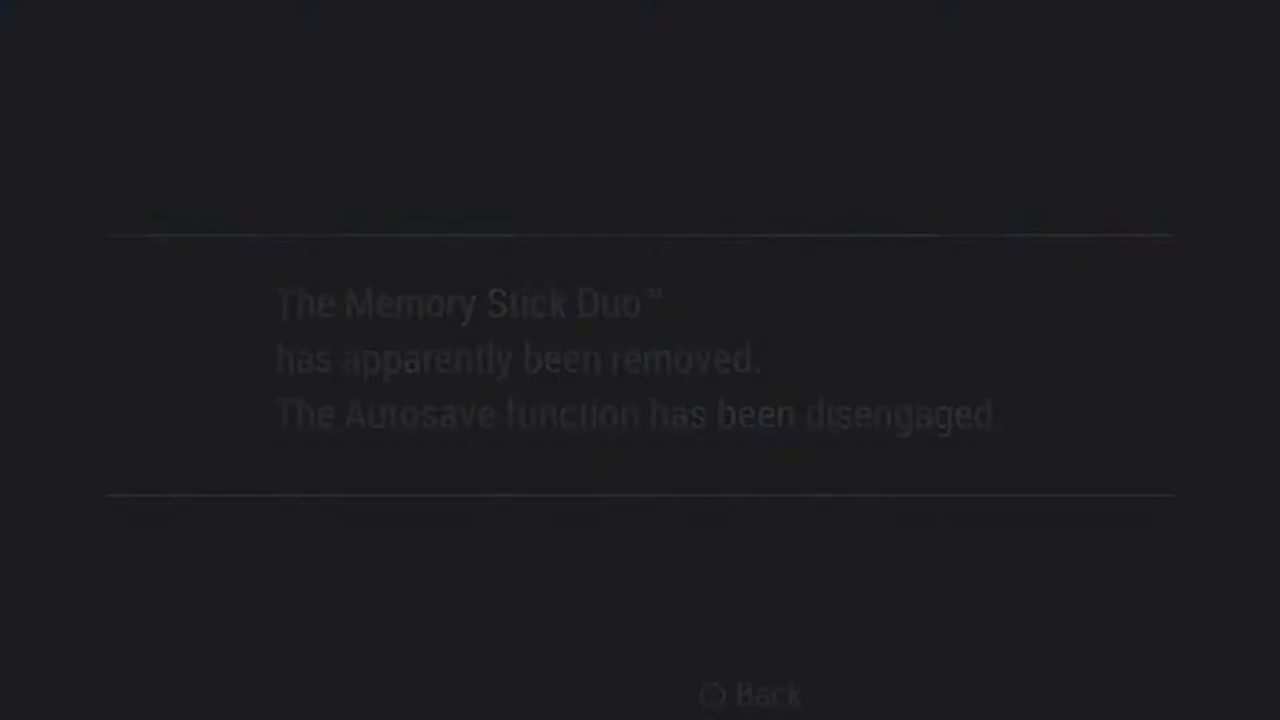 The Memory Stick Duo™
has apparently been removed.
The Autosave function has been disengaged.
Back